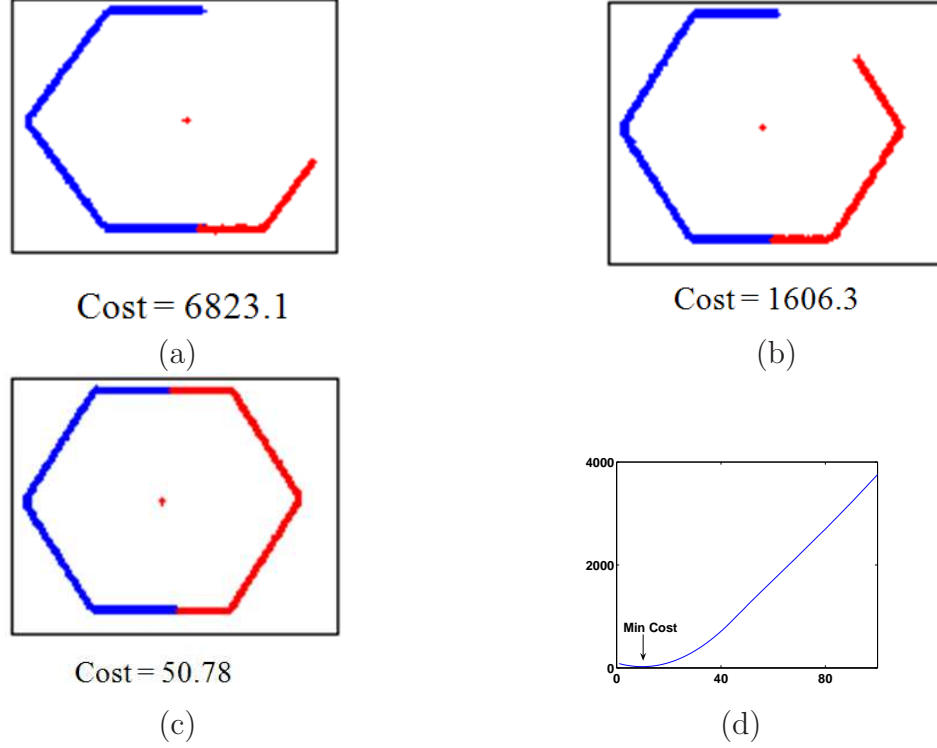 Cost = 6823.1
(a)
Cost = 1606.3
(b)
Cost = 50.78
(c)
4000
2000
Min Cost
0
0 40 80
(d)